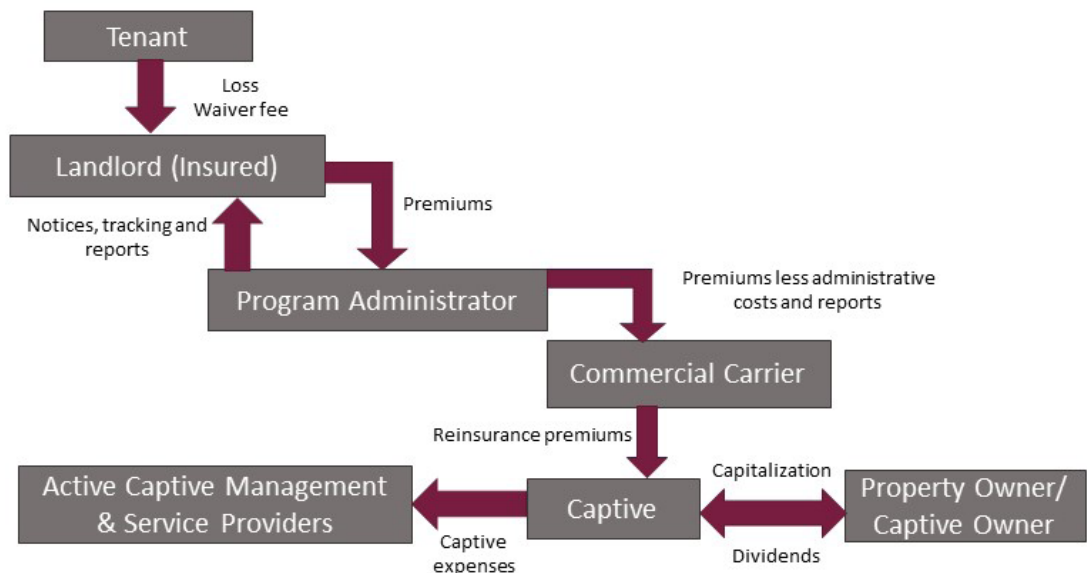 Tenant
Loss
Waiver fee
Landlord (Insured)
Premiums
Notices, tracking and
reports
Program Administrator
Premiums less administrative
costs and reports
Commercial Carrier
Reinsurance premiums
Active Captive Management
& Service Providers
Captive
expenses
Captive
Capitalization
Dividends
Property Owner/
Captive Owner